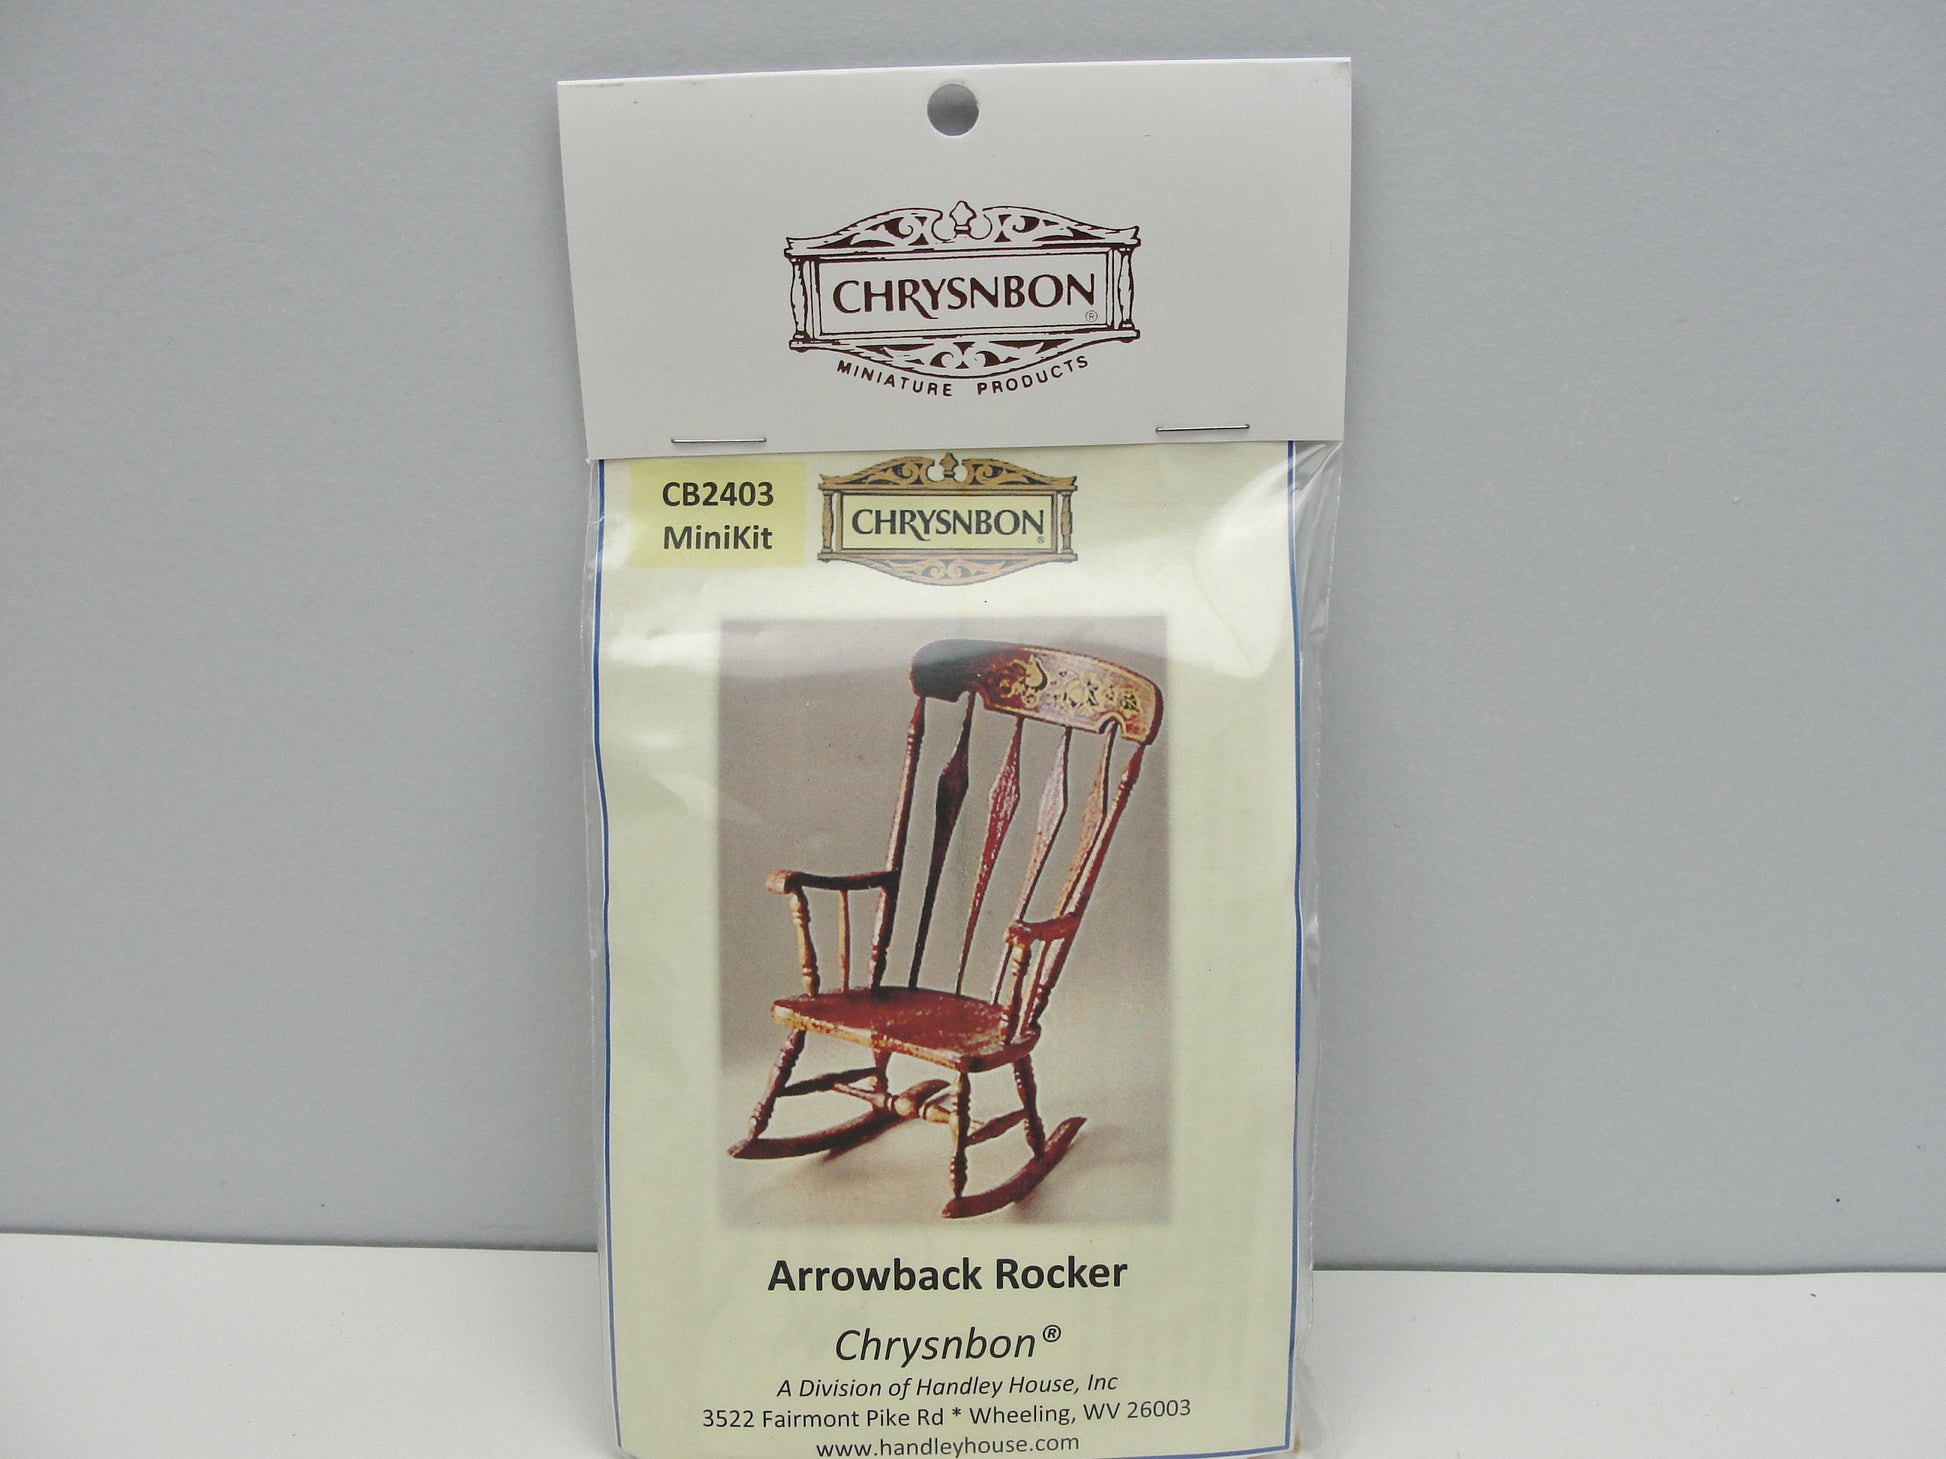 CHRYSNBON
®
MINIATURE PRODUCTS
CB2403
MiniKit
CHRYSNBON
®
Arrowback Rocker
Chrysnbon®
A Division of Handley House, Inc
3522 Fairmont Pike Rd * Wheeling, WV 26003
www.handleyhouse.com